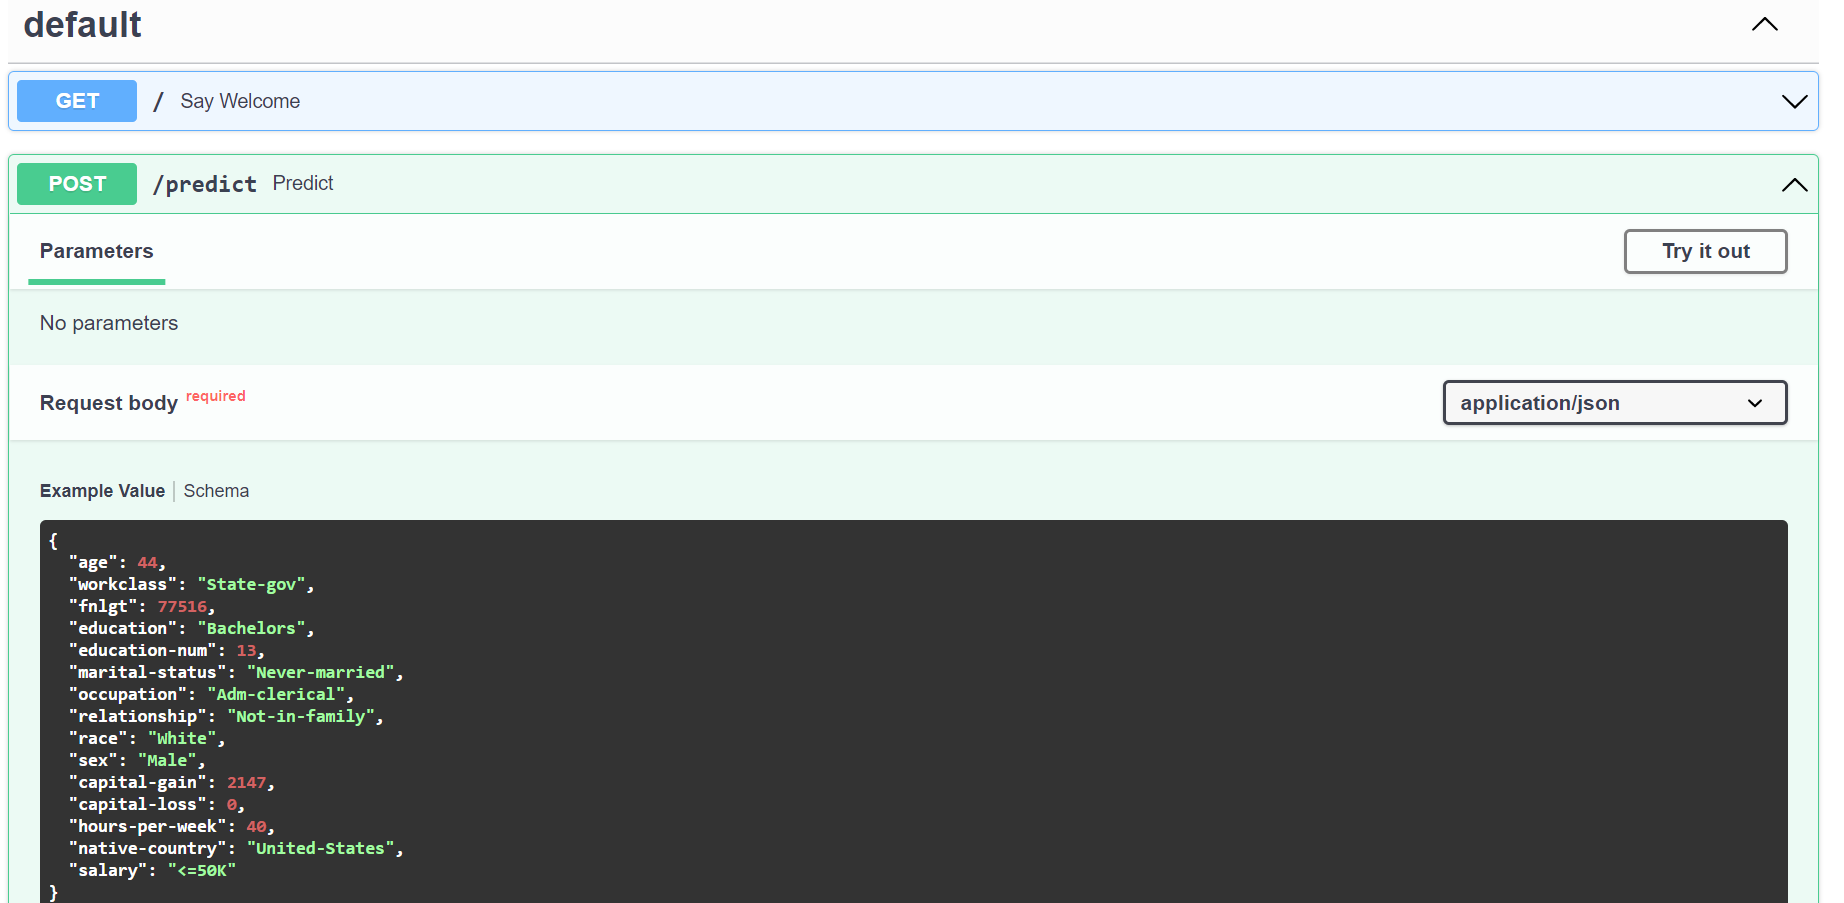 default
GET / Say Welcome
POST /predict Predict
Parameters Try it out
No parameters
Request body required application/json
Example Value Schema
{
"age": 44,
"workclass": "State-gov",
"fnlgt": 77516,
"education": "Bachelors",
"education-num": 13,
"marital-status": "Never-married",
"occupation": "Adm-clerical",
"relationship": "Not-in-family",
"race": "White",
"sex": "Male",
"capital-gain": 2147,
"capital-loss": 0,
"hours-per-week": 40,
"native-country": "United-States",
"salary": "<=50K"
}